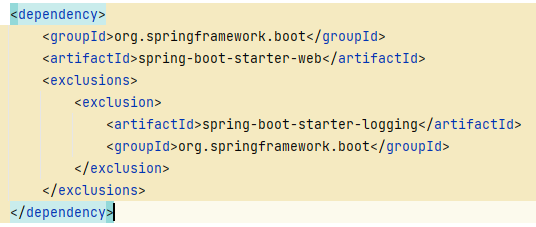 <dependency>
    <groupId>org.springframework.boot</groupId>
    <artifactId>spring-boot-starter-web</artifactId>
    <exclusions>
        <exclusion>
            <artifactId>spring-boot-starter-logging</artifactId>
            <groupId>org.springframework.boot</groupId>
        </exclusion>
    </exclusions>
</dependency>